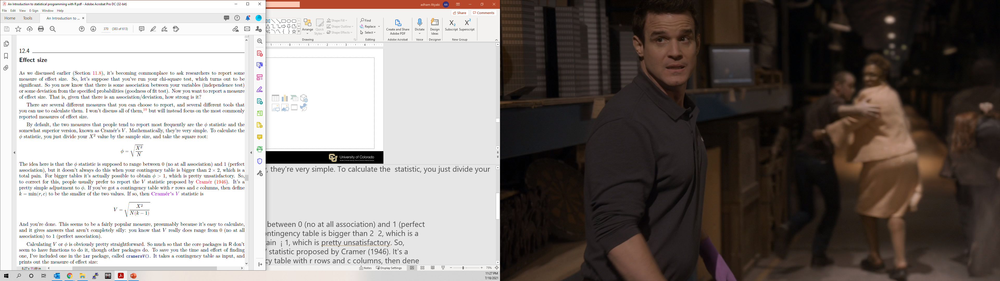 An Introduction to statistical programming with R.pdf - Adobe Acrobat Pro DC (32-bit)
File Edit View E-Sign Window Help
Home Tools An Introduction to ... ×
370 (383 of 613)
12.4
Effect size
As we discussed earlier (Section 11.8), it's becoming commonplace to ask researchers to report some
measure of effect size. So, let's suppose that you've run your chi-square test, which turns out to be
significant. So you now know that there is some association between your variables (independence test)
or some deviation from the specified probabilities (goodness of fit test). Now you want to report a measure
of effect size. That is, given that there is an association/deviation, how strong is it?
There are several different measures that you can choose to report, and several different tools that
you can use to calculate them. I won't discuss all of them,10 but will instead focus on the most commonly
reported measures of effect size.
By default, the two measures that people tend to report most frequently are the ϕ statistic and the
somewhat superior version, known as Cramér's V. Mathematically, they're very simple. To calculate the
ϕ statistic, you just divide your X² value by the sample size, and take the square root:
ϕ = √(X²/N)
The idea here is that the ϕ statistic is supposed to range between 0 (no at all association) and 1 (perfect
association), but it doesn't always do this when your contingency table is bigger than 2 × 2, which is a
total pain. For bigger tables it's actually possible to obtain ϕ > 1, which is pretty unsatisfactory. So,
to correct for this, people usually prefer to report the V statistic proposed by Cramér (1946). It's a
pretty simple adjustment to ϕ. If you've got a contingency table with r rows and c columns, then define
k = min(r, c) to be the smaller of the two values. If so, then Cramér's V statistic is
V = √(X²/N(k − 1))
And you're done. This seems to be a fairly popular measure, presumably because it's easy to calculate,
and it gives answers that aren't completely silly: you know that V really does range from 0 (no at all
association) to 1 (perfect association).
Calculating V or ϕ is obviously pretty straightforward. So much so that the core packages in R don't
seem to have functions to do it, though other packages do. To save you the time and effort of finding
one, I've included one in the lsr package, called cramersV(). It takes a contingency table as input, and
prints out the measure of effect size:
8.27 x 11.69 in
adham Atyabi AA
Share Comments
Arrange
Quick Styles
Shape Fill
Shape Outline
Shape Effects
Drawing
Find
Replace
Select
Editing
Create and Share Adobe PDF
Adobe Acrobat
Dictate
Voice
Design Ideas
Designer
X₂ X²
Subscript Superscript
New Group
1 0 1 2 3 4
CU University of Colorado
, they're very simple. To calculate the statistic, you just divide your
between 0 (no at all association) and 1 (perfect
ontingency table is bigger than 2 2, which is a
ain ¡ 1, which is pretty unsatisfactory. So,
statistic proposed by Cramer (1946). It's a
cy table with r rows and c columns, then dene
Notes Display Settings 75%
11:27 PM
7/18/2021